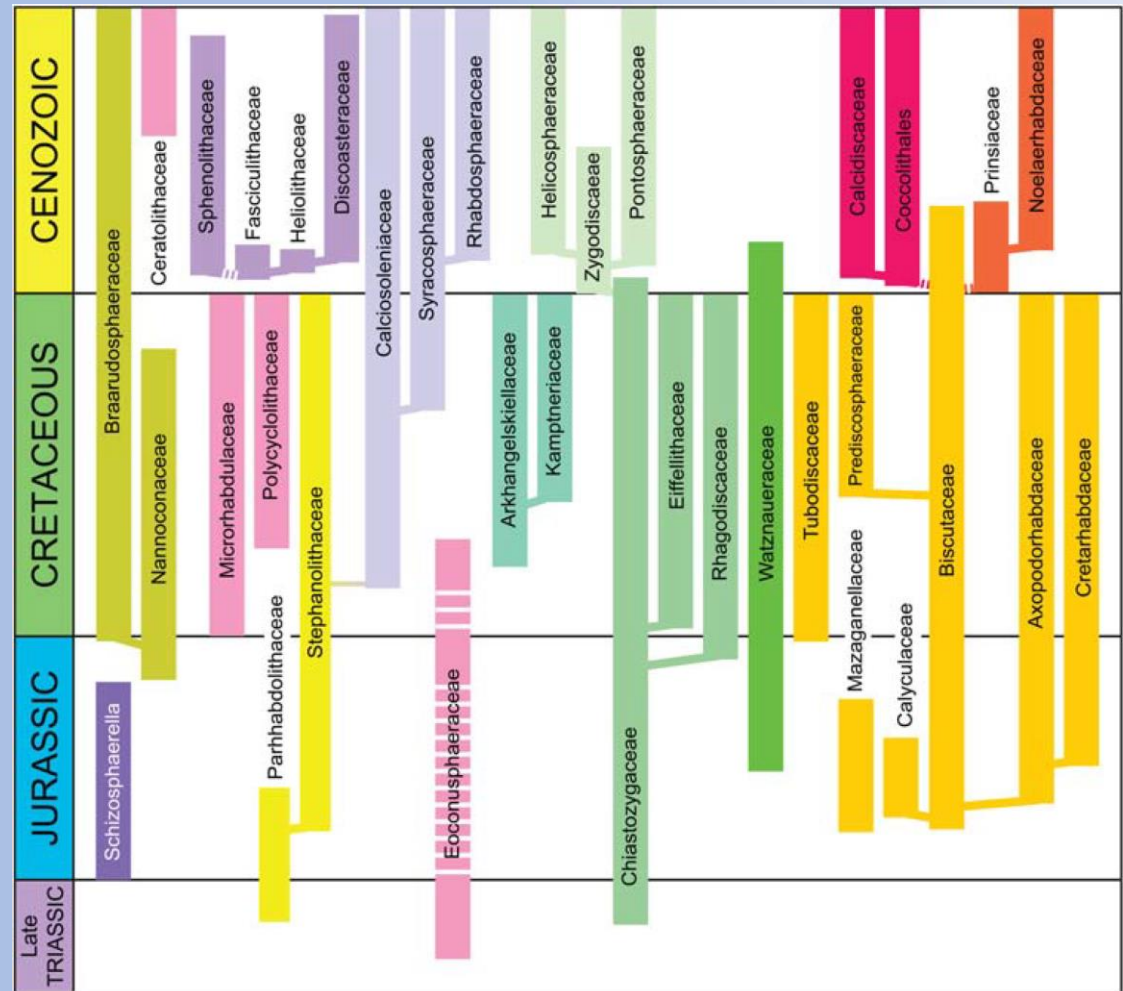 CENOZOIC
CRETACEOUS
JURASSIC
Late
TRIASSIC
Braarudosphaeraceae
Ceratolithaceae
Sphenolithaceae
Fasciculithaceae
Heliolithaceae
Discoasteraceae
Calciosoleniaceae
Syracosphaeraceae
Rhabdosphaeraceae
Helicosphaeraceae
Zygodiscaeae
Pontosphaeraceae
Calcidiscaceae
Coccolithales
Prinsiaceae
Noelaerhabdaceae
Nannoconaceae
Microrhabdulaceae
Polycyclolithaceae
Stephanolithaceae
Arkhangelskiellaceae
Kamptneriaceae
Eiffellithaceae
Rhagodiscaceae
Watznaueraceae
Tubodiscaceae
Prediscosphaeraceae
Biscutaceae
Axopodorhabdaceae
Cretarhabdaceae
Schizosphaerella
Parhhabdolithaceae
Eoconusphaeraceae
Chiastozygaceae
Mazaganellaceae
Calyculaceae